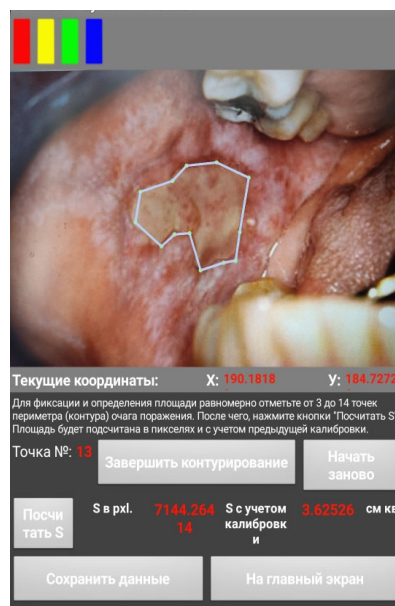 Текущие координаты: X: 190.1818 У: 184.7272
Для фиксации и определения площади равномерно отметьте от 3 до 14 точек
периметра (контура) очага поражения. После чего, нажмите кнопки "Посчитать S"
Площадь будет подсчитана в пикселях и с учетом предыдущей калибровки.
Точка №: 13 Завершить контурирование Начать
заново
Посчи
тать S
S в pxl. 7144.264
14
S с учетом
калибровк
и
3.62526 см кв
Сохранить данные На главный экран